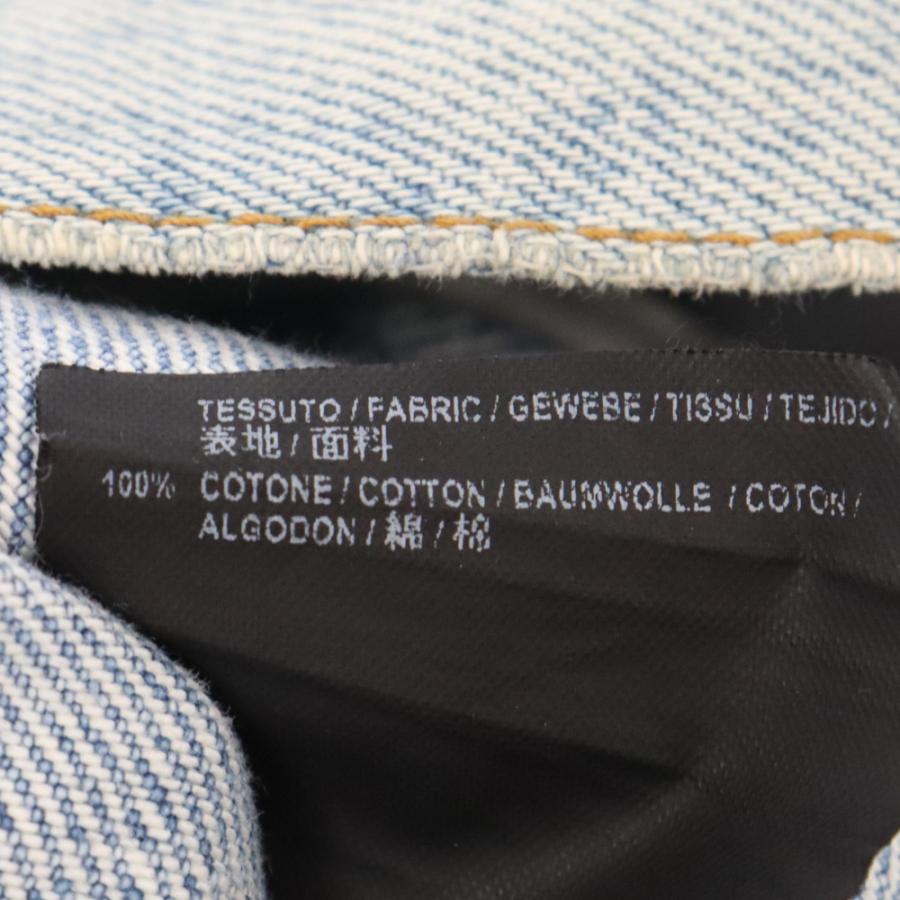 TESSUTO / FABRIC / GEWEBE / TISSU / TEJIDO /
表地 / 面料
100% COTONE / COTTON / BAUMWOLLE / COTON /
ALGODON / 綿 / 棉